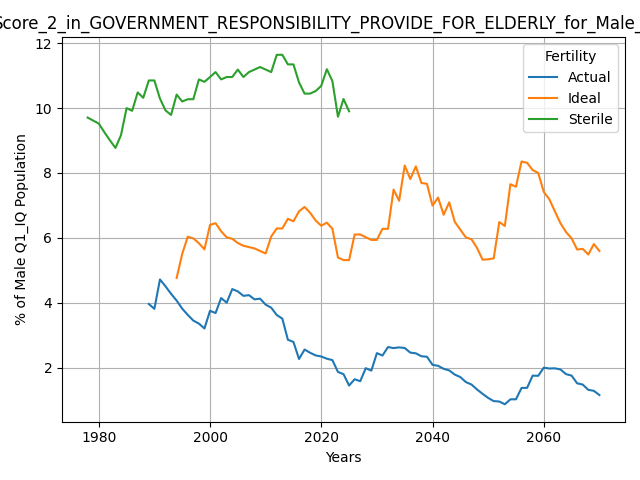 Score_2_in_GOVERNMENT_RESPONSIBILITY_PROVIDE_FOR_ELDERLY_for_Male_
% of Male Q1_IQ Population
12
10
8
6
4
2
Fertility
Actual
Ideal
Sterile
1980
2000
2020
2040
2060
Years